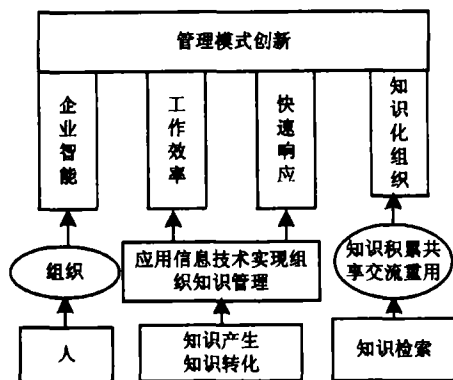 管理模式创新
企业智能
工作效率
快速响应
知识化组织
组织
应用信息技术实现组
织知识管理
知识积累共
享交流重用
人
知识产生
知识转化
知识检索